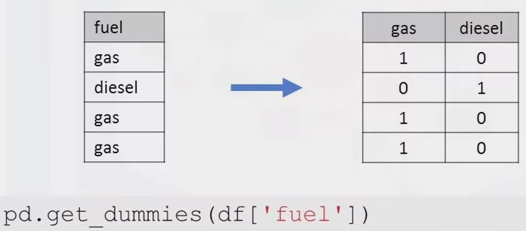 fuel
gas
diesel
gas
gas
gas diesel
1 0
0 1
1 0
1 0
pd.get_dummies(df['fuel'])